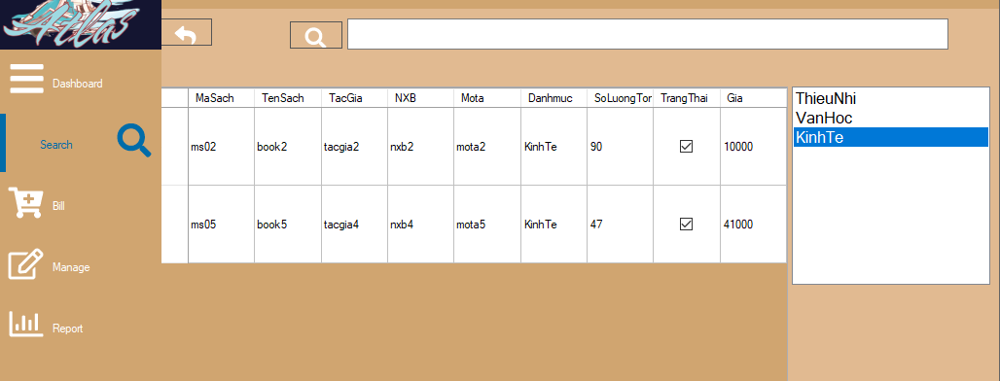 Atlas
Dashboard
Search
Bill
Manage
Report
MaSach TenSach TacGia NXB Mota Danhmuc SoLuongTor TrangThai Gia
ms02 book2 tacgia2 nxb2 mota2 KinhTe 90 10000
ms05 book5 tacgia4 nxb4 mota5 KinhTe 47 41000
ThieuNhi
VanHoc
KinhTe